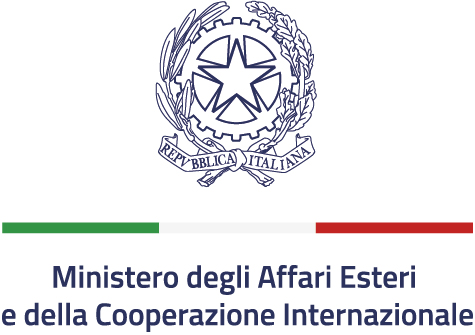 REPVBBLICA ITALIANA
Ministero degli Affari Esteri
e della Cooperazione Internazionale